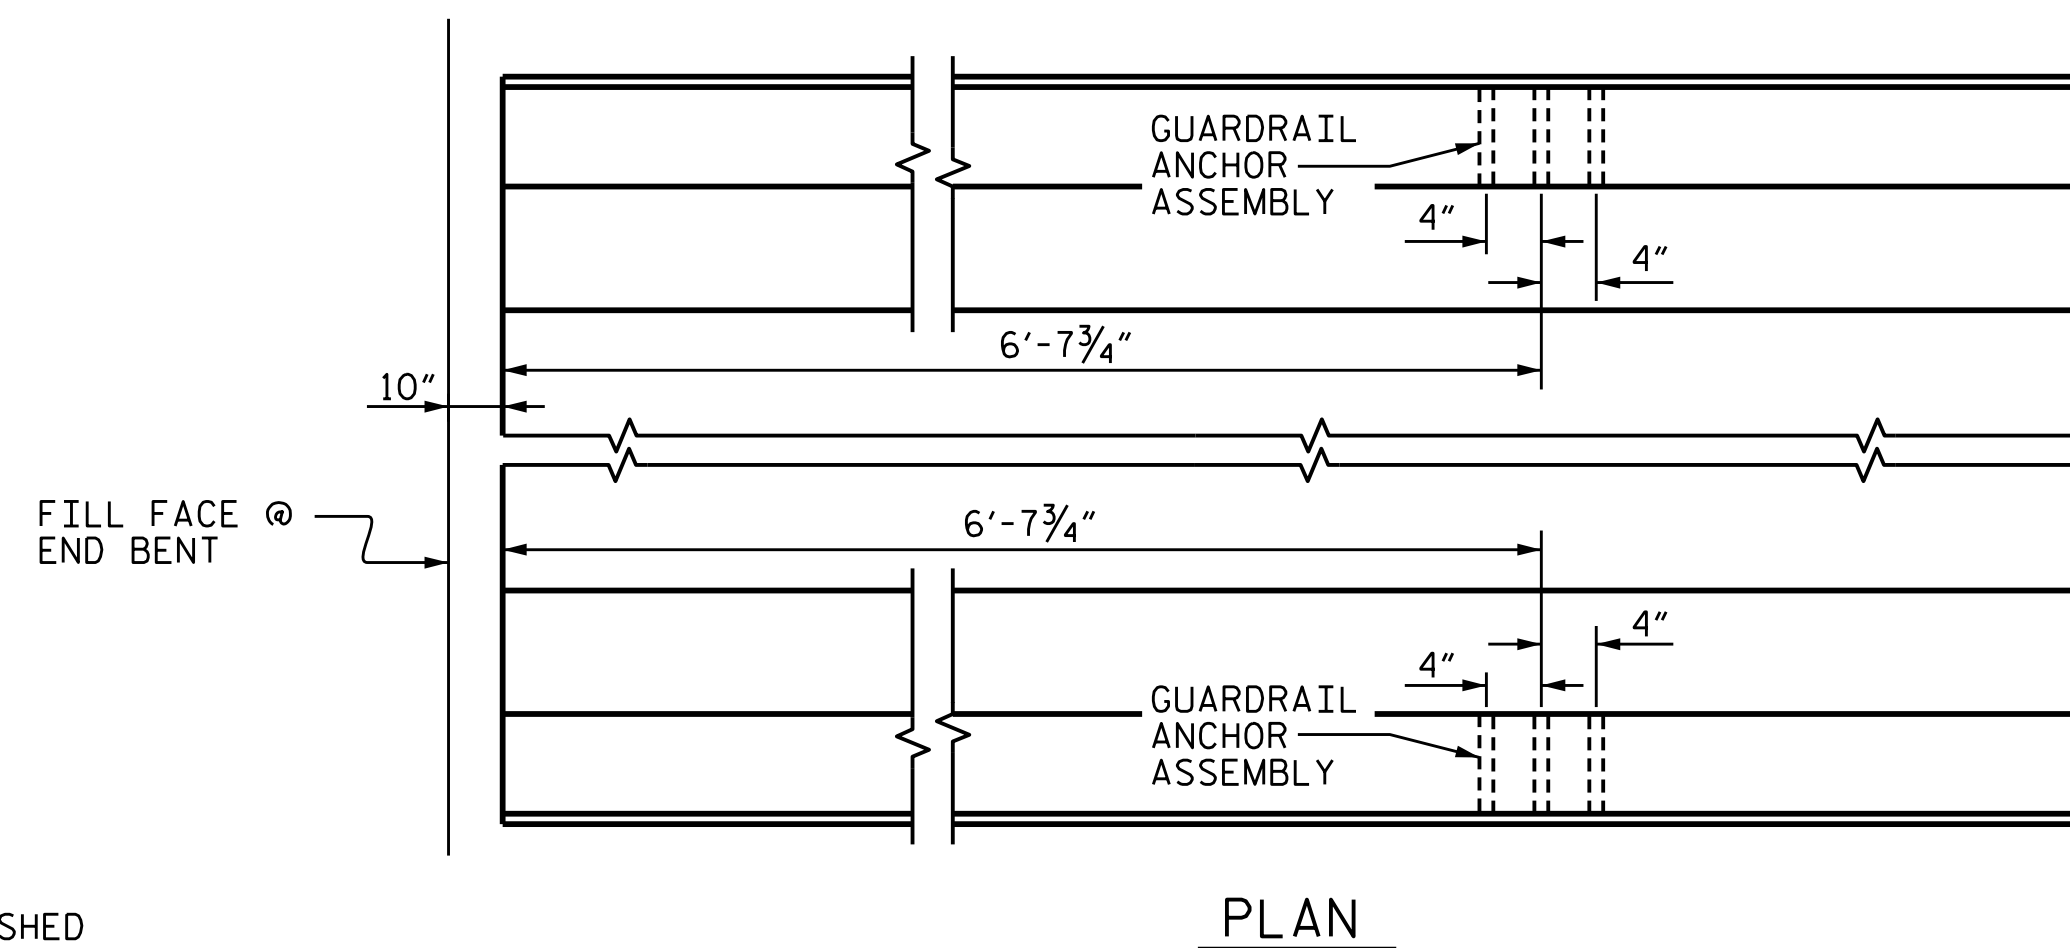 GUARDRAIL
ANCHOR
ASSEMBLY
4"
4"
6'-7¾"
10"
FILL FACE @
END BENT
6'-7¾"
4"
4"
GUARDRAIL
ANCHOR
ASSEMBLY
PLAN
SHED